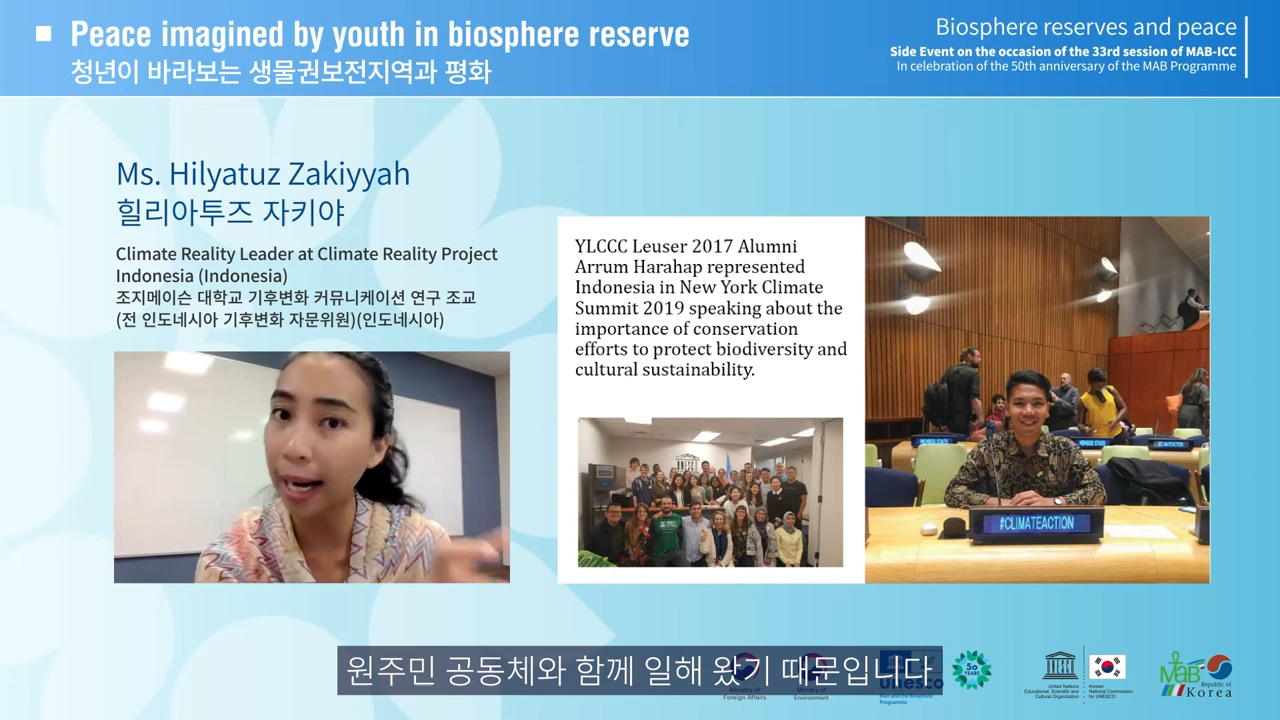 Peace imagined by youth in biosphere reserve
청년이 바라보는 생물권보전지역과 평화
Biosphere reserves and peace
Side Event on the occasion of the 33rd session of MAB-ICC
In celebration of the 50th anniversary of the MAB Programme
Ms. Hilyatuz Zakiyyah
힐리아투즈 자키야
Climate Reality Leader at Climate Reality Project
Indonesia (Indonesia)
조지메이슨 대학교 기후변화 커뮤니케이션 연구 조교
(전 인도네시아 기후변화 자문위원)(인도네시아)
YLCCC Leuser 2017 Alumni
Arrum Harahap represented
Indonesia in New York Climate
Summit 2019 speaking about the
importance of conservation
efforts to protect biodiversity and
cultural sustainability.
MEMBER STATE
#CLIMATEACTION
원주민 공동체와 함께 일해 왔기 때문입니다
Ministry of
Foreign Affairs
Ministry of
Environment
unesco
Man and the Biosphere
Programme
50
YEARS
United Nations
Educational, Scientific and
Cultural Organization
Korean
National Commission
for UNESCO
MAB
Republic of
Korea